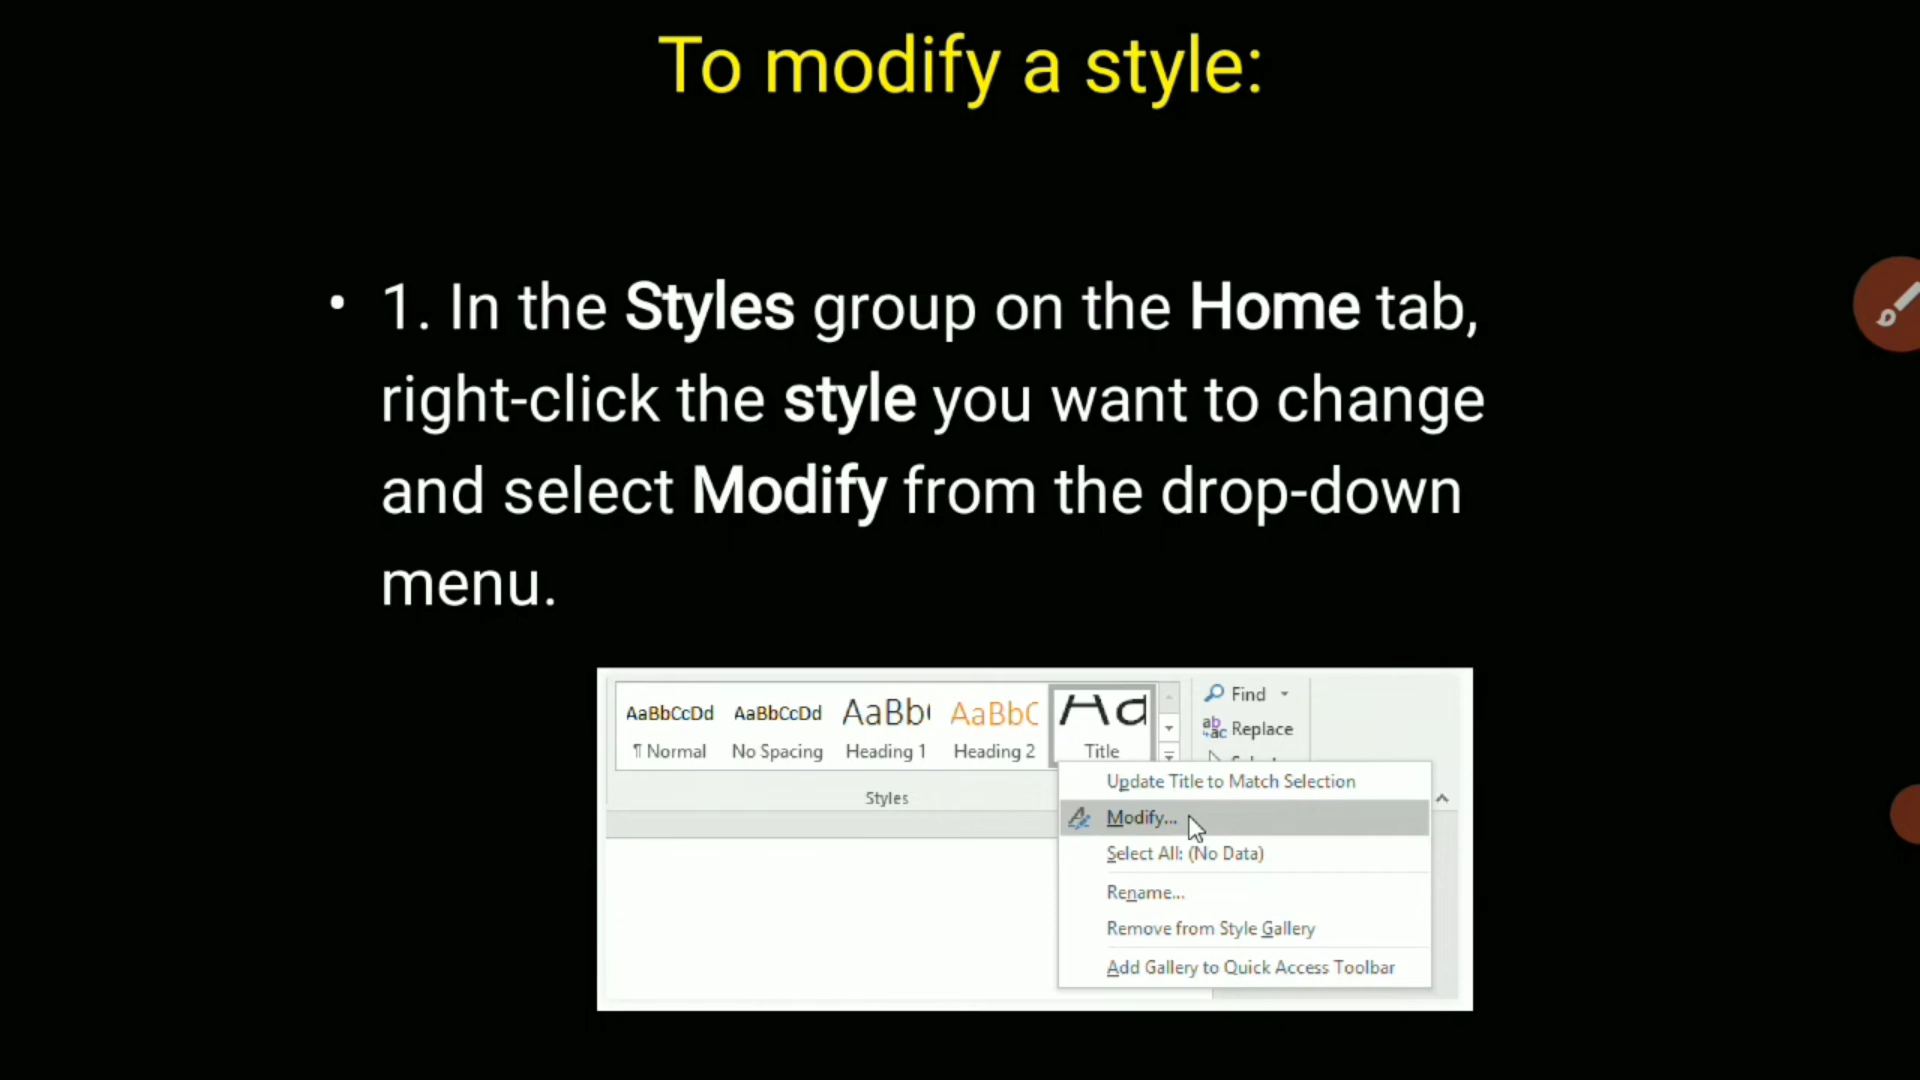 To modify a style:
• 1. In the Styles group on the Home tab,
right-click the style you want to change
and select Modify from the drop-down
menu.
AaBbCcDd AaBbCcDd AaBb AaBbC
¶ Normal No Spacing Heading 1 Heading 2 Title
Styles
Find
Replace
Update Title to Match Selection
Modify...
Select All: (No Data)
Rename...
Remove from Style Gallery
Add Gallery to Quick Access Toolbar